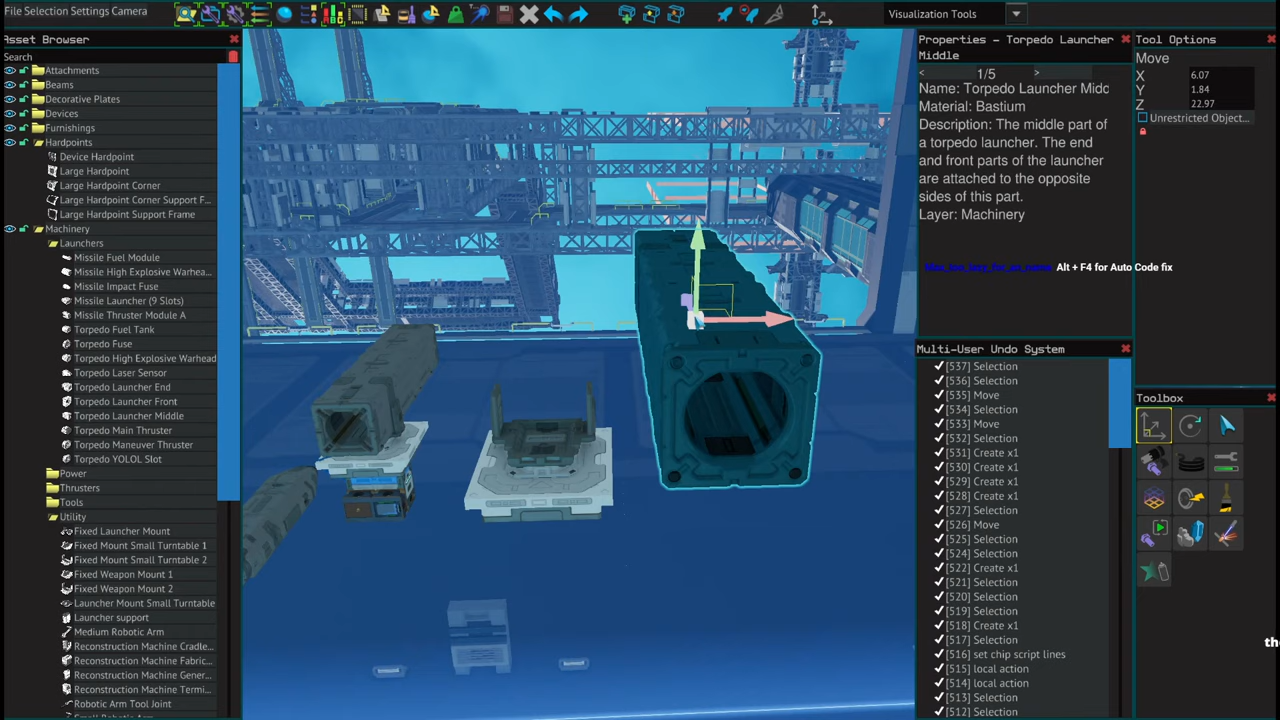 File Selection Settings Camera
Visualization Tools
Asset Browser
Search
Attachments
Beams
Decorative Plates
Devices
Furnishings
Hardpoints
Device Hardpoint
Large Hardpoint
Large Hardpoint Corner
Large Hardpoint Corner Support F...
Large Hardpoint Support Frame
Machinery
Launchers
Missile Fuel Module
Missile High Explosive Warhea...
Missile Impact Fuse
Missile Launcher (9 Slots)
Missile Thruster Module A
Torpedo Fuel Tank
Torpedo Fuse
Torpedo High Explosive Warhead
Torpedo Laser Sensor
Torpedo Launcher End
Torpedo Launcher Front
Torpedo Launcher Middle
Torpedo Main Thruster
Torpedo Maneuver Thruster
Torpedo YOLOL Slot
Power
Thrusters
Tools
Utility
Fixed Launcher Mount
Fixed Mount Small Turntable 1
Fixed Mount Small Turntable 2
Fixed Weapon Mount 1
Fixed Weapon Mount 2
Launcher Mount Small Turntable
Launcher support
Medium Robotic Arm
Reconstruction Machine Cradle...
Reconstruction Machine Fabric...
Reconstruction Machine Gener...
Reconstruction Machine Termi...
Robotic Arm Tool Joint
Properties - Torpedo Launcher
Middle
< 1/5 >
Name: Torpedo Launcher Midc
Material: Bastium
Description: The middle part of
a torpedo launcher. The end
and front parts of the launcher
are attached to the opposite
sides of this part.
Layer: Machinery
Alt + F4 for Auto Code fix
Multi-User Undo System
[537] Selection
[536] Selection
[535] Move
[534] Selection
[533] Move
[532] Selection
[531] Create x1
[530] Create x1
[529] Create x1
[528] Create x1
[527] Selection
[526] Move
[525] Selection
[524] Selection
[522] Create x1
[521] Selection
[520] Selection
[519] Selection
[518] Create x1
[517] Selection
[516] set chip script lines
[515] local action
[514] local action
[513] Selection
[512] Selection
Tool Options
Move
X 6.07
Y 1.84
Z 22.97
Unrestricted Object...
Toolbox
the